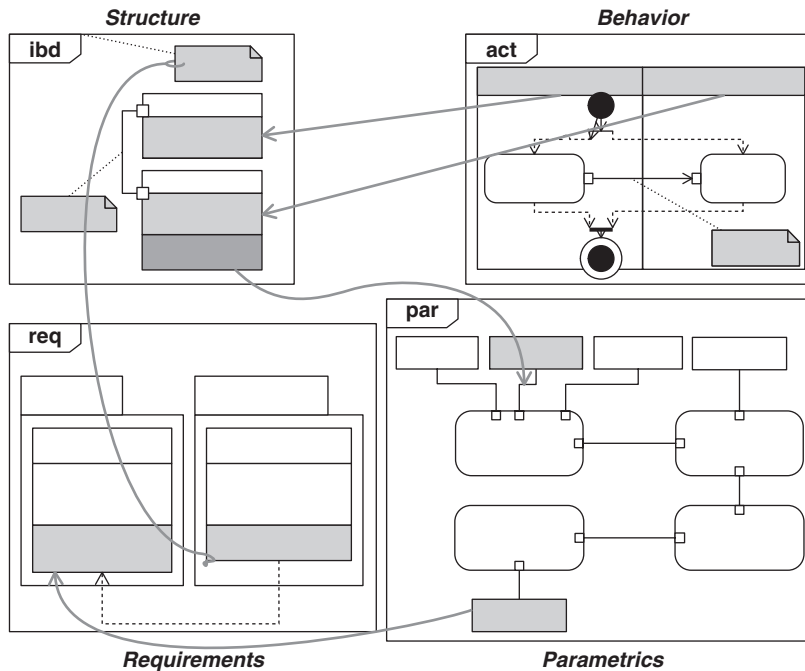 Structure
Behavior
ibd
act
req
par
Requirements
Parametrics